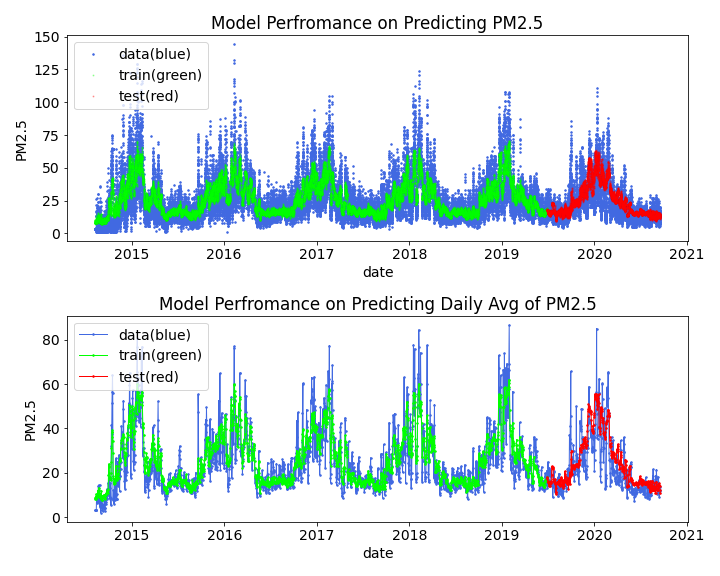 Model Perfromance on Predicting PM2.5
150
125
100
75
50
25
0
PM2.5
data(blue)
train(green)
test(red)
2015 2016 2017 2018 2019 2020 2021
date
Model Perfromance on Predicting Daily Avg of PM2.5
80
60
40
20
0
PM2.5
data(blue)
train(green)
test(red)
2015 2016 2017 2018 2019 2020 2021
date